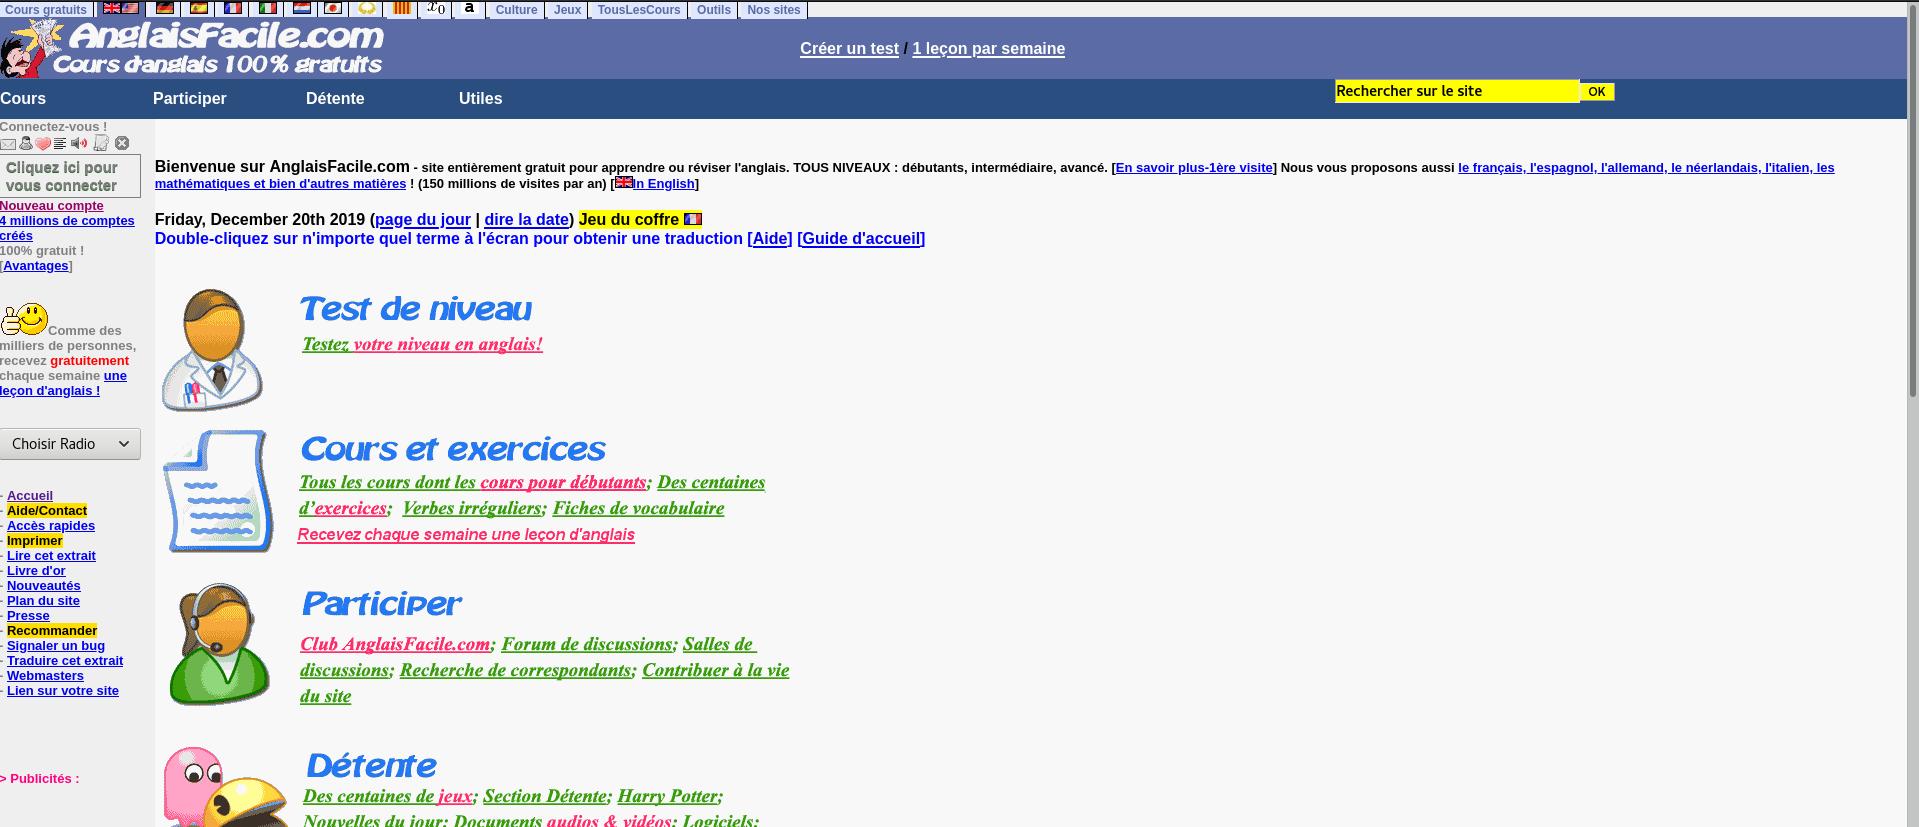 Cours gratuits
x0
a
Culture
Jeux
TousLesCours
Outils
Nos sites
AnglaisFacile.com
Cours d'anglais 100% gratuits
Créer un test / 1 leçon par semaine
Cours
Participer
Détente
Utiles
Rechercher sur le site
OK
Connectez-vous !
Cliquez ici pour
vous connecter
Nouveau compte
4 millions de comptes
créés
100% gratuit !
[Avantages]
Comme des
milliers de personnes,
recevez gratuitement
chaque semaine une
leçon d'anglais !
Choisir Radio
- Accueil
- Aide/Contact
- Accès rapides
- Imprimer
- Lire cet extrait
- Livre d'or
- Nouveautés
- Plan du site
- Presse
- Recommander
- Signaler un bug
- Traduire cet extrait
- Webmasters
- Lien sur votre site
> Publicités :
Bienvenue sur AnglaisFacile.com - site entièrement gratuit pour apprendre ou réviser l'anglais. TOUS NIVEAUX : débutants, intermédiaire, avancé. [En savoir plus-1ère visite] Nous vous proposons aussi le français, l'espagnol, l'allemand, le néerlandais, l'italien, les
mathématiques et bien d'autres matières ! (150 millions de visites par an) [In English]
Friday, December 20th 2019 (page du jour | dire la date) Jeu du coffre
Double-cliquez sur n'importe quel terme à l'écran pour obtenir une traduction [Aide] [Guide d'accueil]
Test de niveau
Testez votre niveau en anglais!
Cours et exercices
Tous les cours dont les cours pour débutants; Des centaines
d'exercices; Verbes irréguliers; Fiches de vocabulaire
Recevez chaque semaine une leçon d'anglais
Participer
Club AnglaisFacile.com; Forum de discussions; Salles de
discussions; Recherche de correspondants; Contribuer à la vie
du site
Détente
Des centaines de jeux; Section Détente; Harry Potter;
Nouvelles du jour; Documents audios & vidéos; Logiciels;